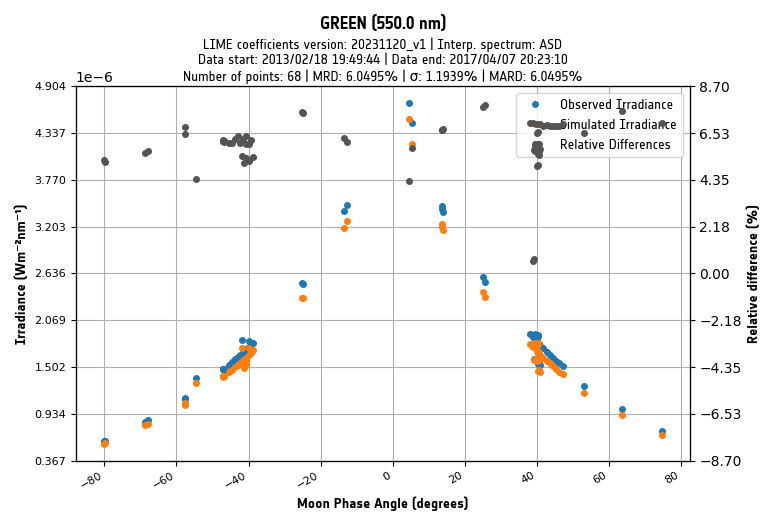 GREEN (550.0 nm)
LIME coefficients version: 20231120_v1 | Interp. spectrum: ASD
Data start: 2013/02/18 19:49:44 | Data end: 2017/04/07 20:23:10
Number of points: 68 | MRD: 6.0495% | σ: 1.1939% | MARD: 6.0495%
1e−6
4.904
4.337
3.770
3.203
2.636
2.069
1.502
0.934
0.367
Irradiance (Wm⁻²nm⁻¹)
8.70
6.53
4.35
2.18
0.00
−2.18
−4.35
−6.53
−8.70
Relative difference (%)
Observed Irradiance
Simulated Irradiance
Relative Differences
−80
−60
−40
−20
0
20
40
60
80
Moon Phase Angle (degrees)